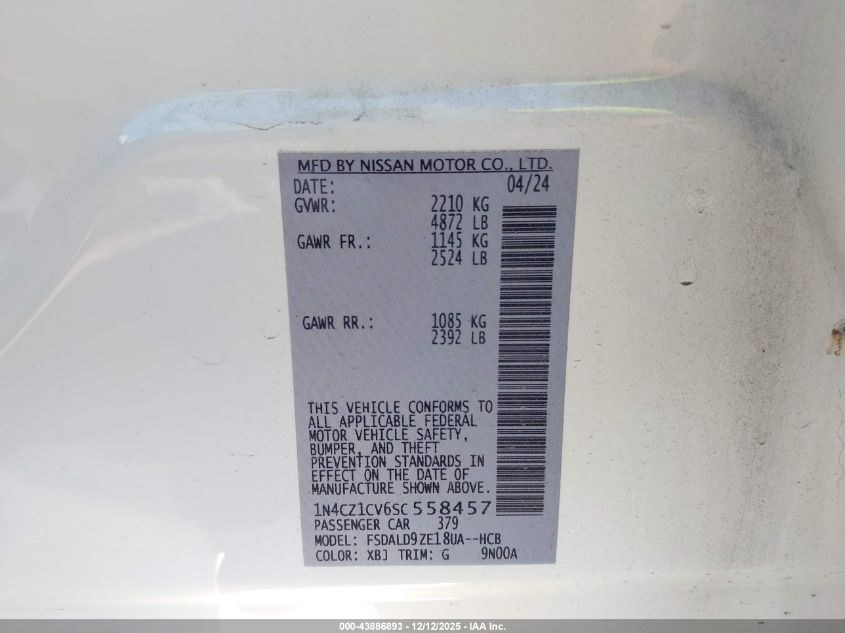 MFD BY NISSAN MOTOR CO., LTD.
DATE: 04/24
GVWR: 2210 KG
4872 LB
GAWR FR.: 1145 KG
2524 LB
GAWR RR.: 1085 KG
2392 LB
THIS VEHICLE CONFORMS TO
ALL APPLICABLE FEDERAL
MOTOR VEHICLE SAFETY,
BUMPER, AND THEFT
PREVENTION STANDARDS IN
EFFECT ON THE DATE OF
MANUFACTURE SHOWN ABOVE.
1N4CZ1CV6SC558457
PASSENGER CAR 379
MODEL: FSDALD9ZE18UA--HCB
COLOR: XBJ TRIM: G 9N00A
000-43886893 - 12/12/2025 - IAA Inc.